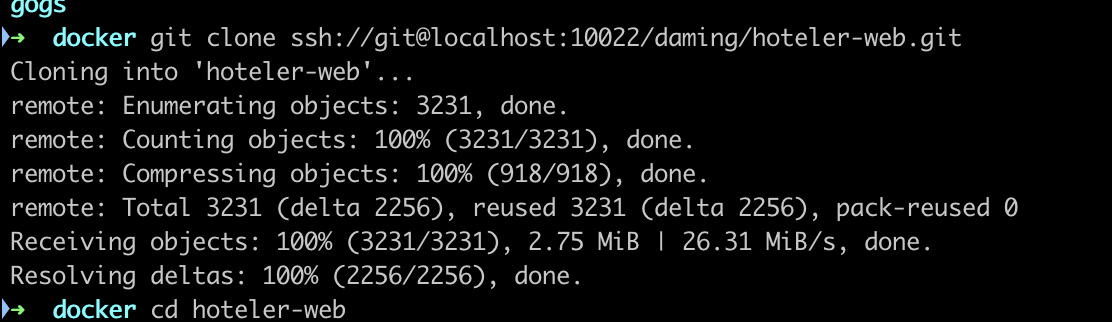 gogs
➜ docker git clone ssh://git@localhost:10022/daming/hoteler-web.git
Cloning into 'hoteler-web'...
remote: Enumerating objects: 3231, done.
remote: Counting objects: 100% (3231/3231), done.
remote: Compressing objects: 100% (918/918), done.
remote: Total 3231 (delta 2256), reused 3231 (delta 2256), pack-reused 0
Receiving objects: 100% (3231/3231), 2.75 MiB | 26.31 MiB/s, done.
Resolving deltas: 100% (2256/2256), done.
➜ docker cd hoteler-web